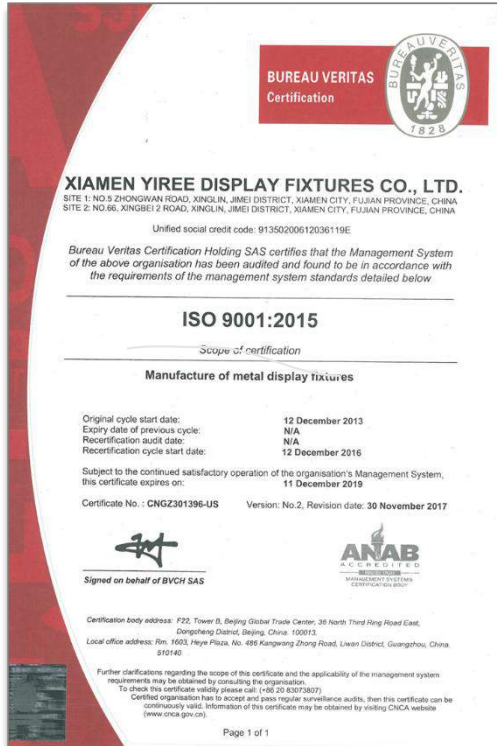 BUREAU VERITAS
Certification
BUREAU VERITAS
1828
XIAMEN YIREE DISPLAY FIXTURES CO., LTD.
SITE 1: NO.5 ZHONGWAN ROAD, XINGLIN, JIMEI DISTRICT, XIAMEN CITY, FUJIAN PROVINCE, CHINA
SITE 2: NO.66, XINGBEI 2 ROAD, XINGLIN, JIMEI DISTRICT, XIAMEN CITY, FUJIAN PROVINCE, CHINA
Unified social credit code: 91350200612036119E
Bureau Veritas Certification Holding SAS certifies that the Management System
of the above organisation has been audited and found to be in accordance with
the requirements of the management system standards detailed below
ISO 9001:2015
Scope of certification
Manufacture of metal display fixtures
Original cycle start date: 12 December 2013
Expiry date of previous cycle: N/A
Recertification audit date: N/A
Recertification cycle start date: 12 December 2016
Subject to the continued satisfactory operation of the organisation's Management System,
this certificate expires on: 11 December 2019
Certificate No. : CNGZ301396-US Version: No.2, Revision date: 30 November 2017
ANAB
ACCREDITED
MANAGEMENT SYSTEMS
CERTIFICATION BODY
Signed on behalf of BVCH SAS
Certification body address: F22, Tower B, Beijing Global Trade Center, 36 North Third Ring Road East,
Dongcheng District, Beijing, China. 100013.
Local office address: Rm. 1603, Heye Plaza, No. 486 Kangwang Zhong Road, Liwan District, Guangzhou, China.
510140
Further clarifications regarding the scope of this certificate and the applicability of the management system
requirements may be obtained by consulting the organisation.
To check this certificate validity please call: (+86 20 83073807)
Certified organisation has to accept and pass regular surveillance audits, then this certificate can be
continuously valid. Information of this certificate may be obtained by visiting CNCA website
(www.cnca.gov.cn).
Page 1 of 1